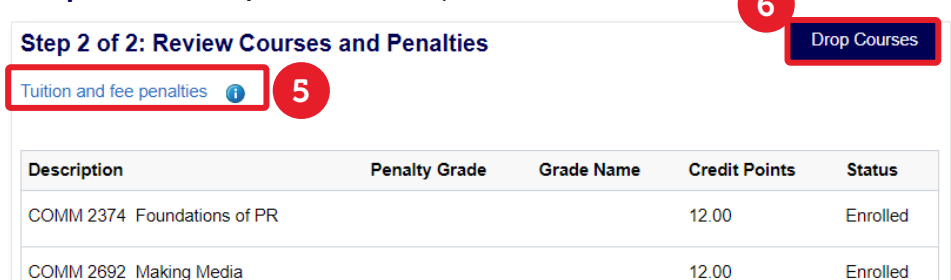 6
Step 2 of 2: Review Courses and Penalties
Drop Courses
Tuition and fee penalties
5
Description Penalty Grade Grade Name Credit Points Status
COMM 2374 Foundations of PR 12.00 Enrolled
COMM 2692 Making Media 12.00 Enrolled